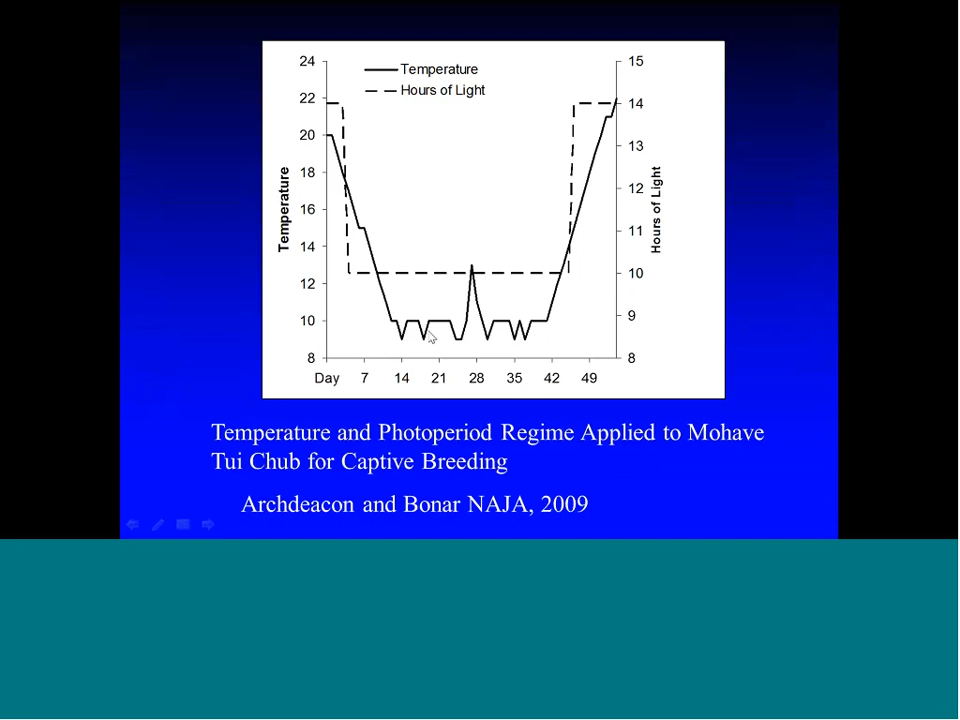 24
22
20
18
16
14
12
10
8
Temperature
Temperature
Hours of Light
15
14
13
12
11
10
9
8
Hours of Light
Day 7 14 21 28 35 42 49
Temperature and Photoperiod Regime Applied to Mohave
Tui Chub for Captive Breeding
Archdeacon and Bonar NAJA, 2009